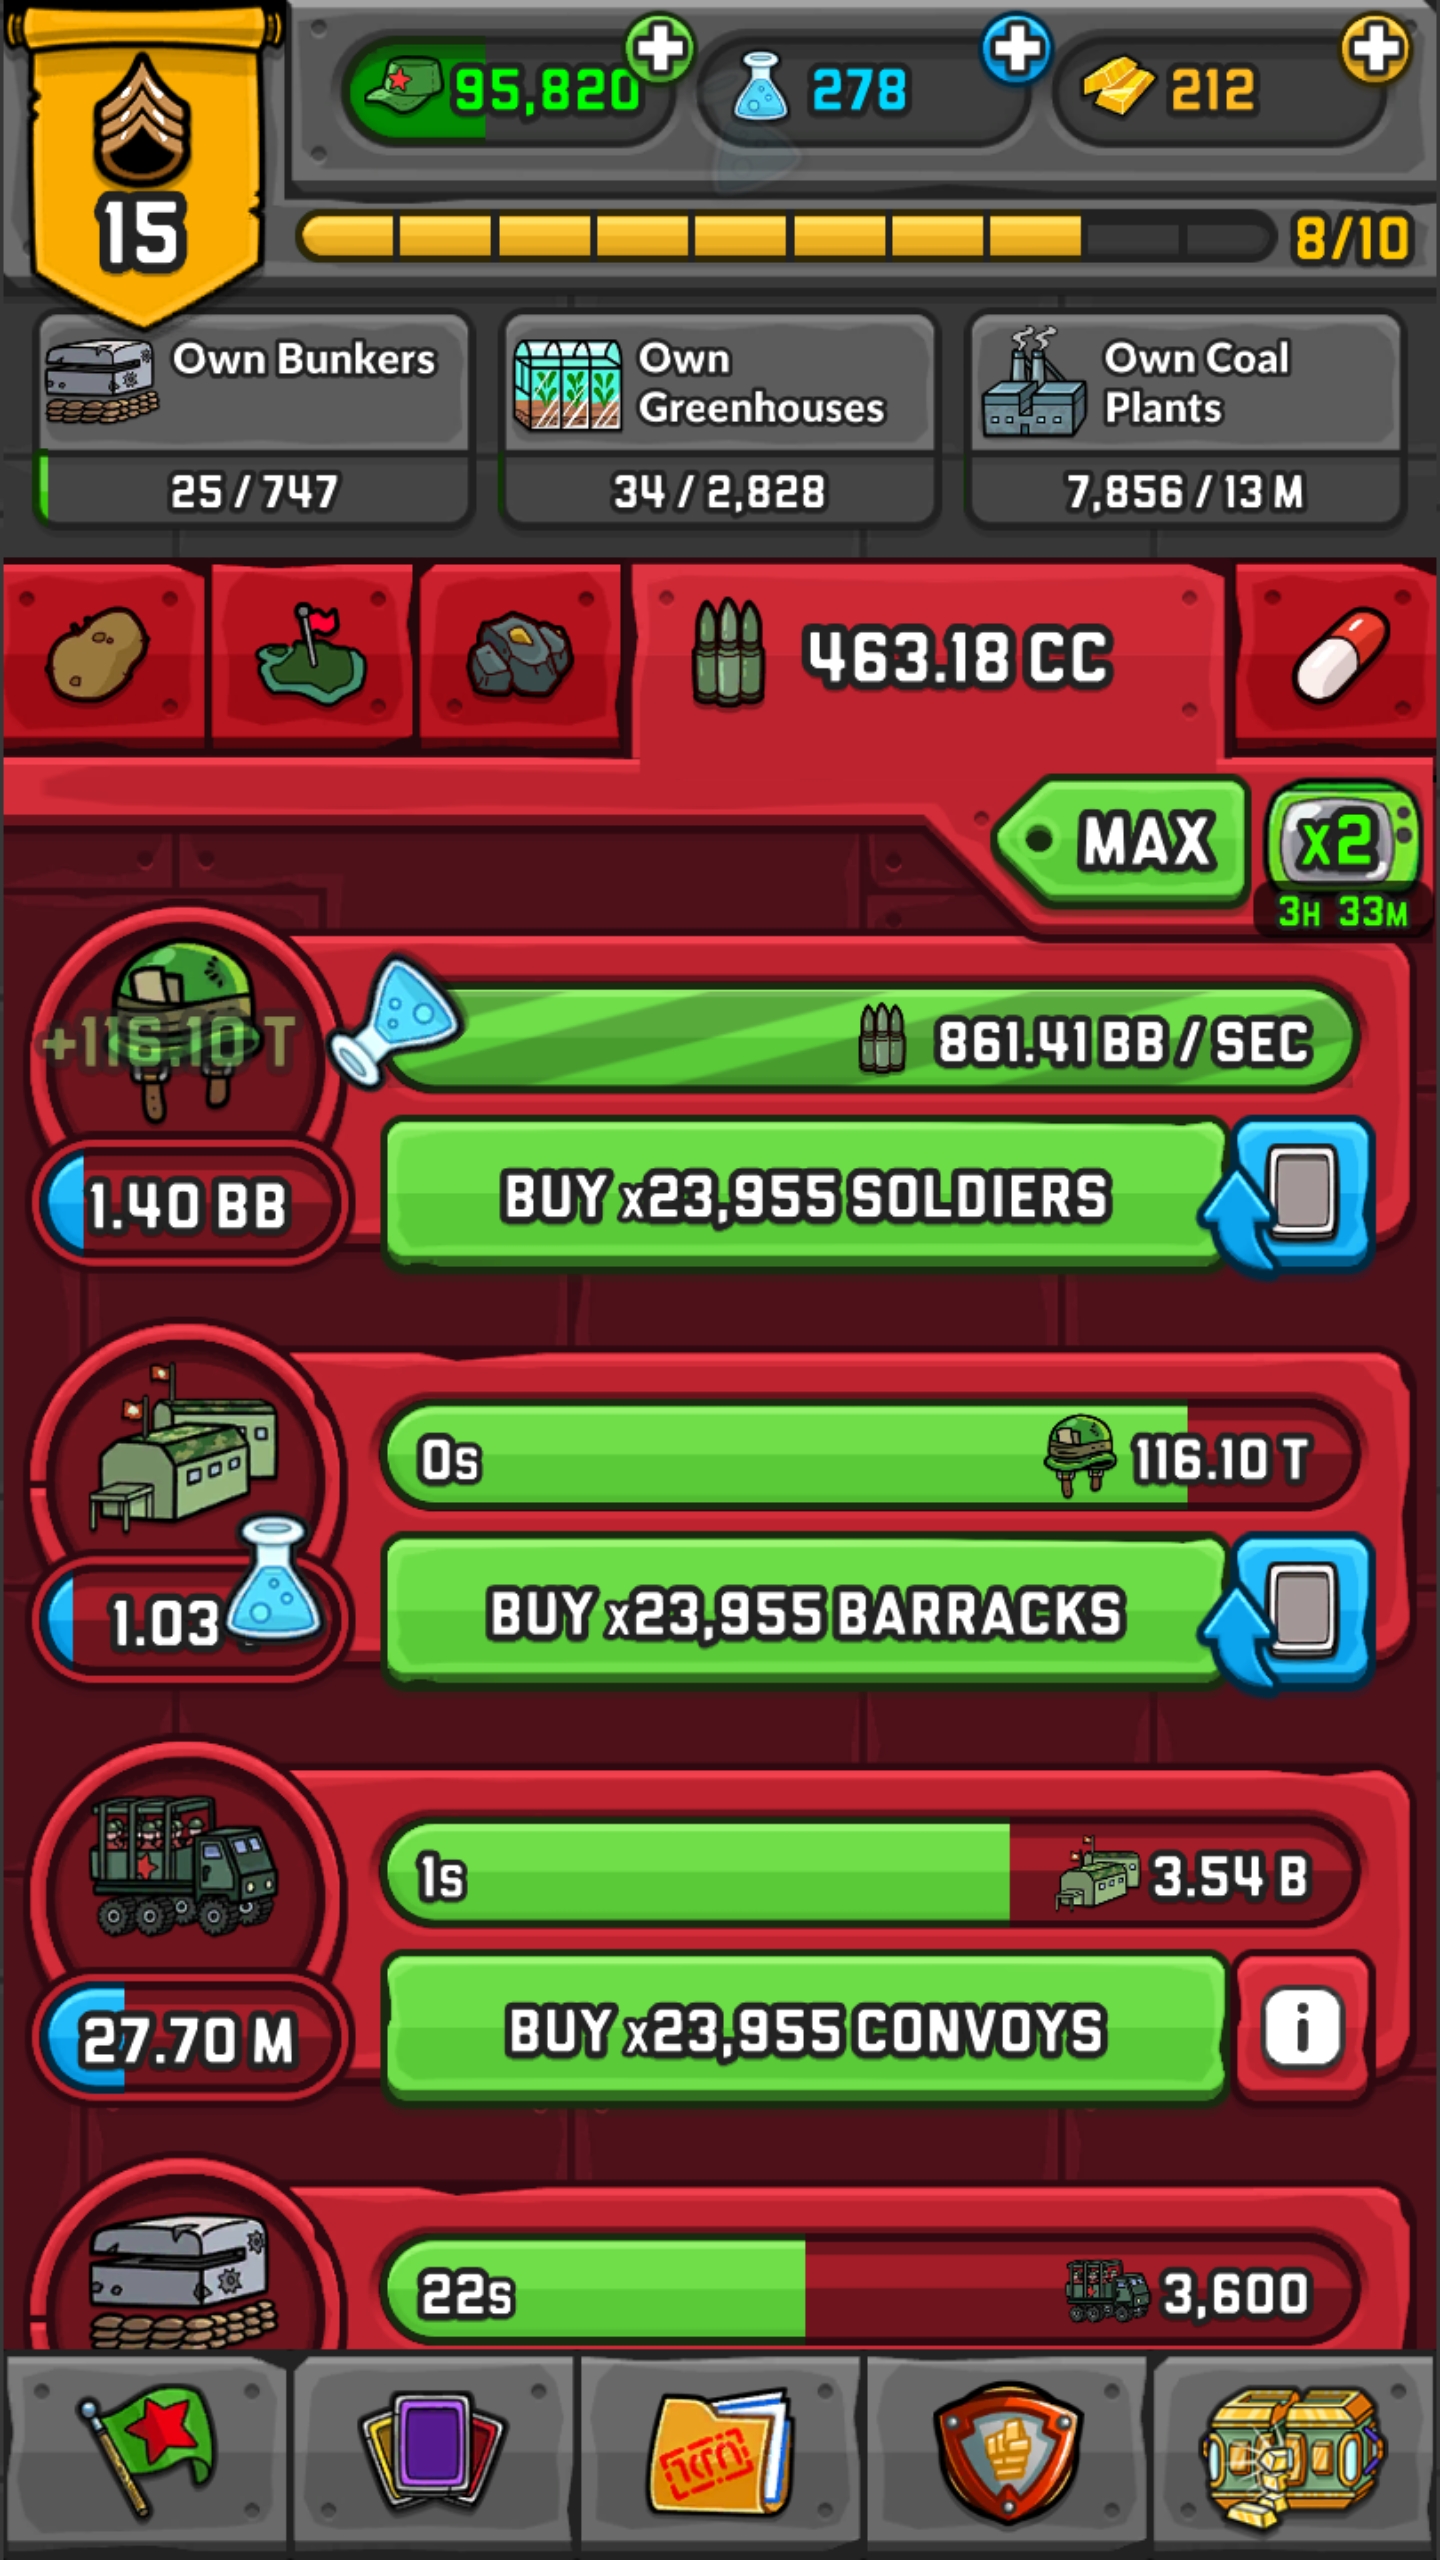 95,820
278
212
15
8/10
Own Bunkers
25 / 747
Own
Greenhouses
34 / 2,828
Own Coal
Plants
7,856 / 13 M
463.18 CC
MAX
x2
3H 33M
+116.10 T
861.41 BB / SEC
1.40 BB
BUY x23,955 SOLDIERS
0s
116.10 T
1.03
BUY x23,955 BARRACKS
1s
3.54 B
27.70 M
BUY x23,955 CONVOYS
i
22s
3,600